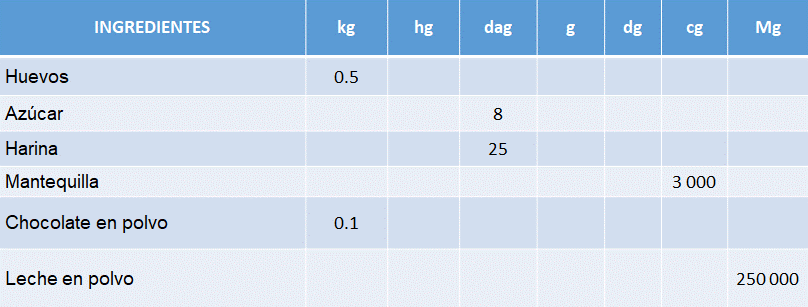 INGREDIENTES kg hg dag g dg cg Mg
Huevos 0.5
Azúcar 8
Harina 25
Mantequilla 3 000
Chocolate en polvo 0.1
Leche en polvo 250 000